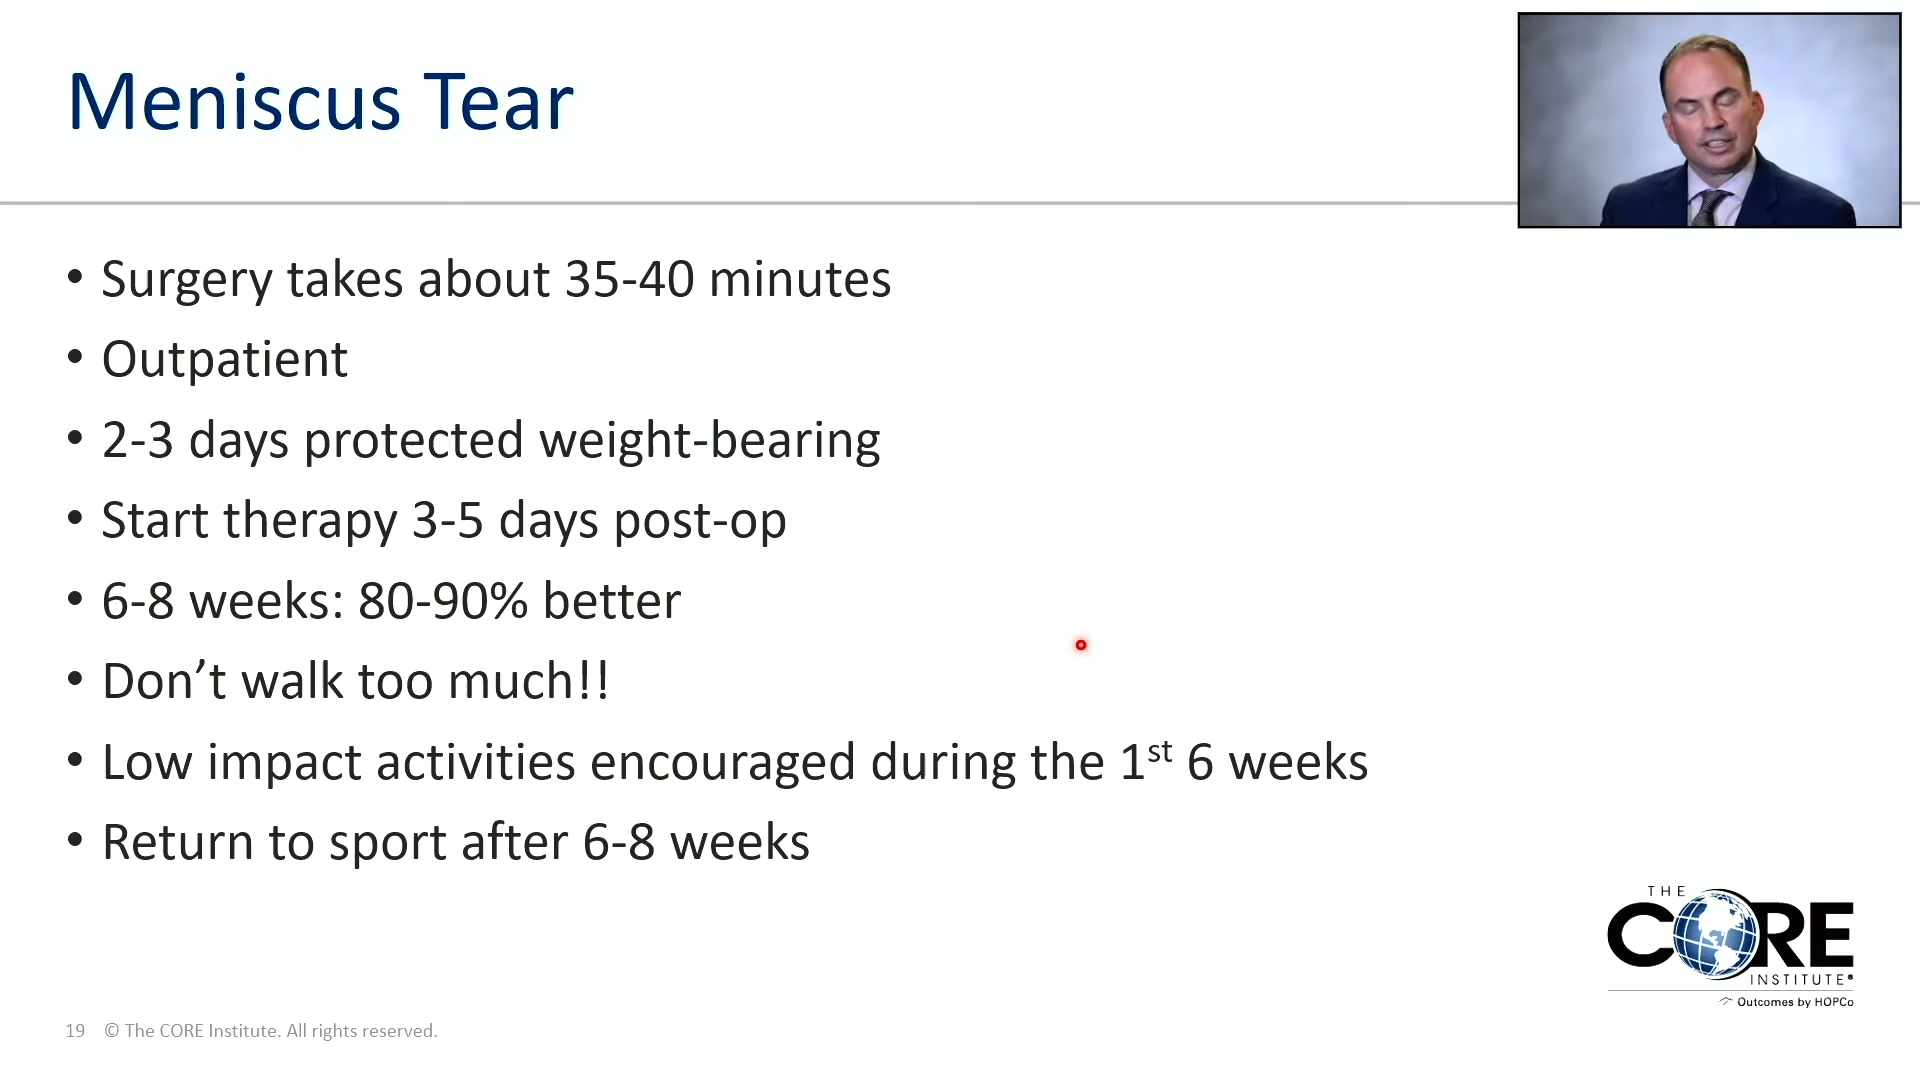 Meniscus Tear
• Surgery takes about 35-40 minutes
• Outpatient
• 2-3 days protected weight-bearing
• Start therapy 3-5 days post-op
• 6-8 weeks: 80-90% better
• Don’t walk too much!!
• Low impact activities encouraged during the 1st 6 weeks
• Return to sport after 6-8 weeks
THE
CORE
INSTITUTE®
Outcomes by HOPCo
19 © The CORE Institute. All rights reserved.